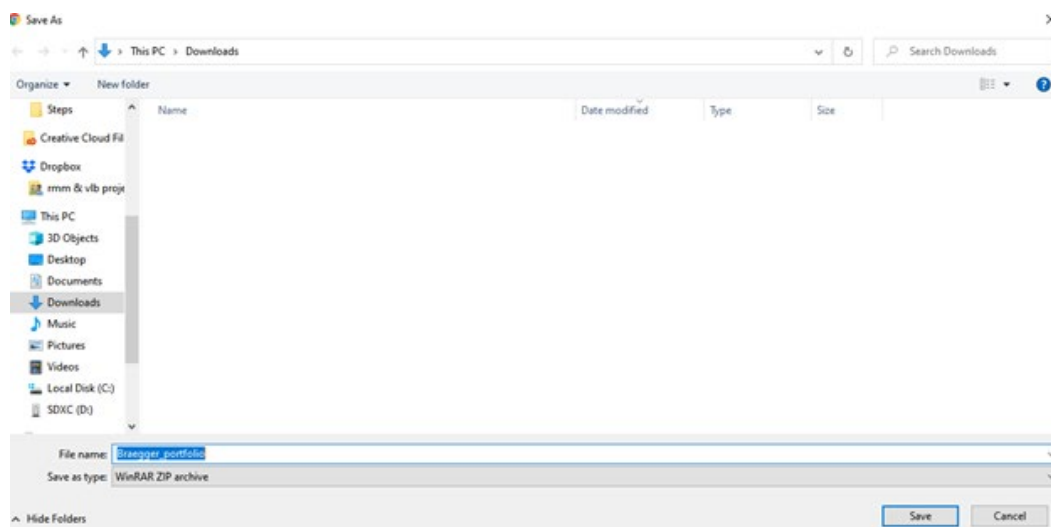 Save As
This PC › Downloads
Search Downloads
Organize
New folder
Name
Date modified
Type
Size
Steps
Creative Cloud Fil
Dropbox
rmm & vlb proje
This PC
3D Objects
Desktop
Documents
Downloads
Music
Pictures
Videos
Local Disk (C:)
SDXC (D:)
File name: Braegger_portfolio
Save as type: WinRAR ZIP archive
Hide Folders
Save
Cancel